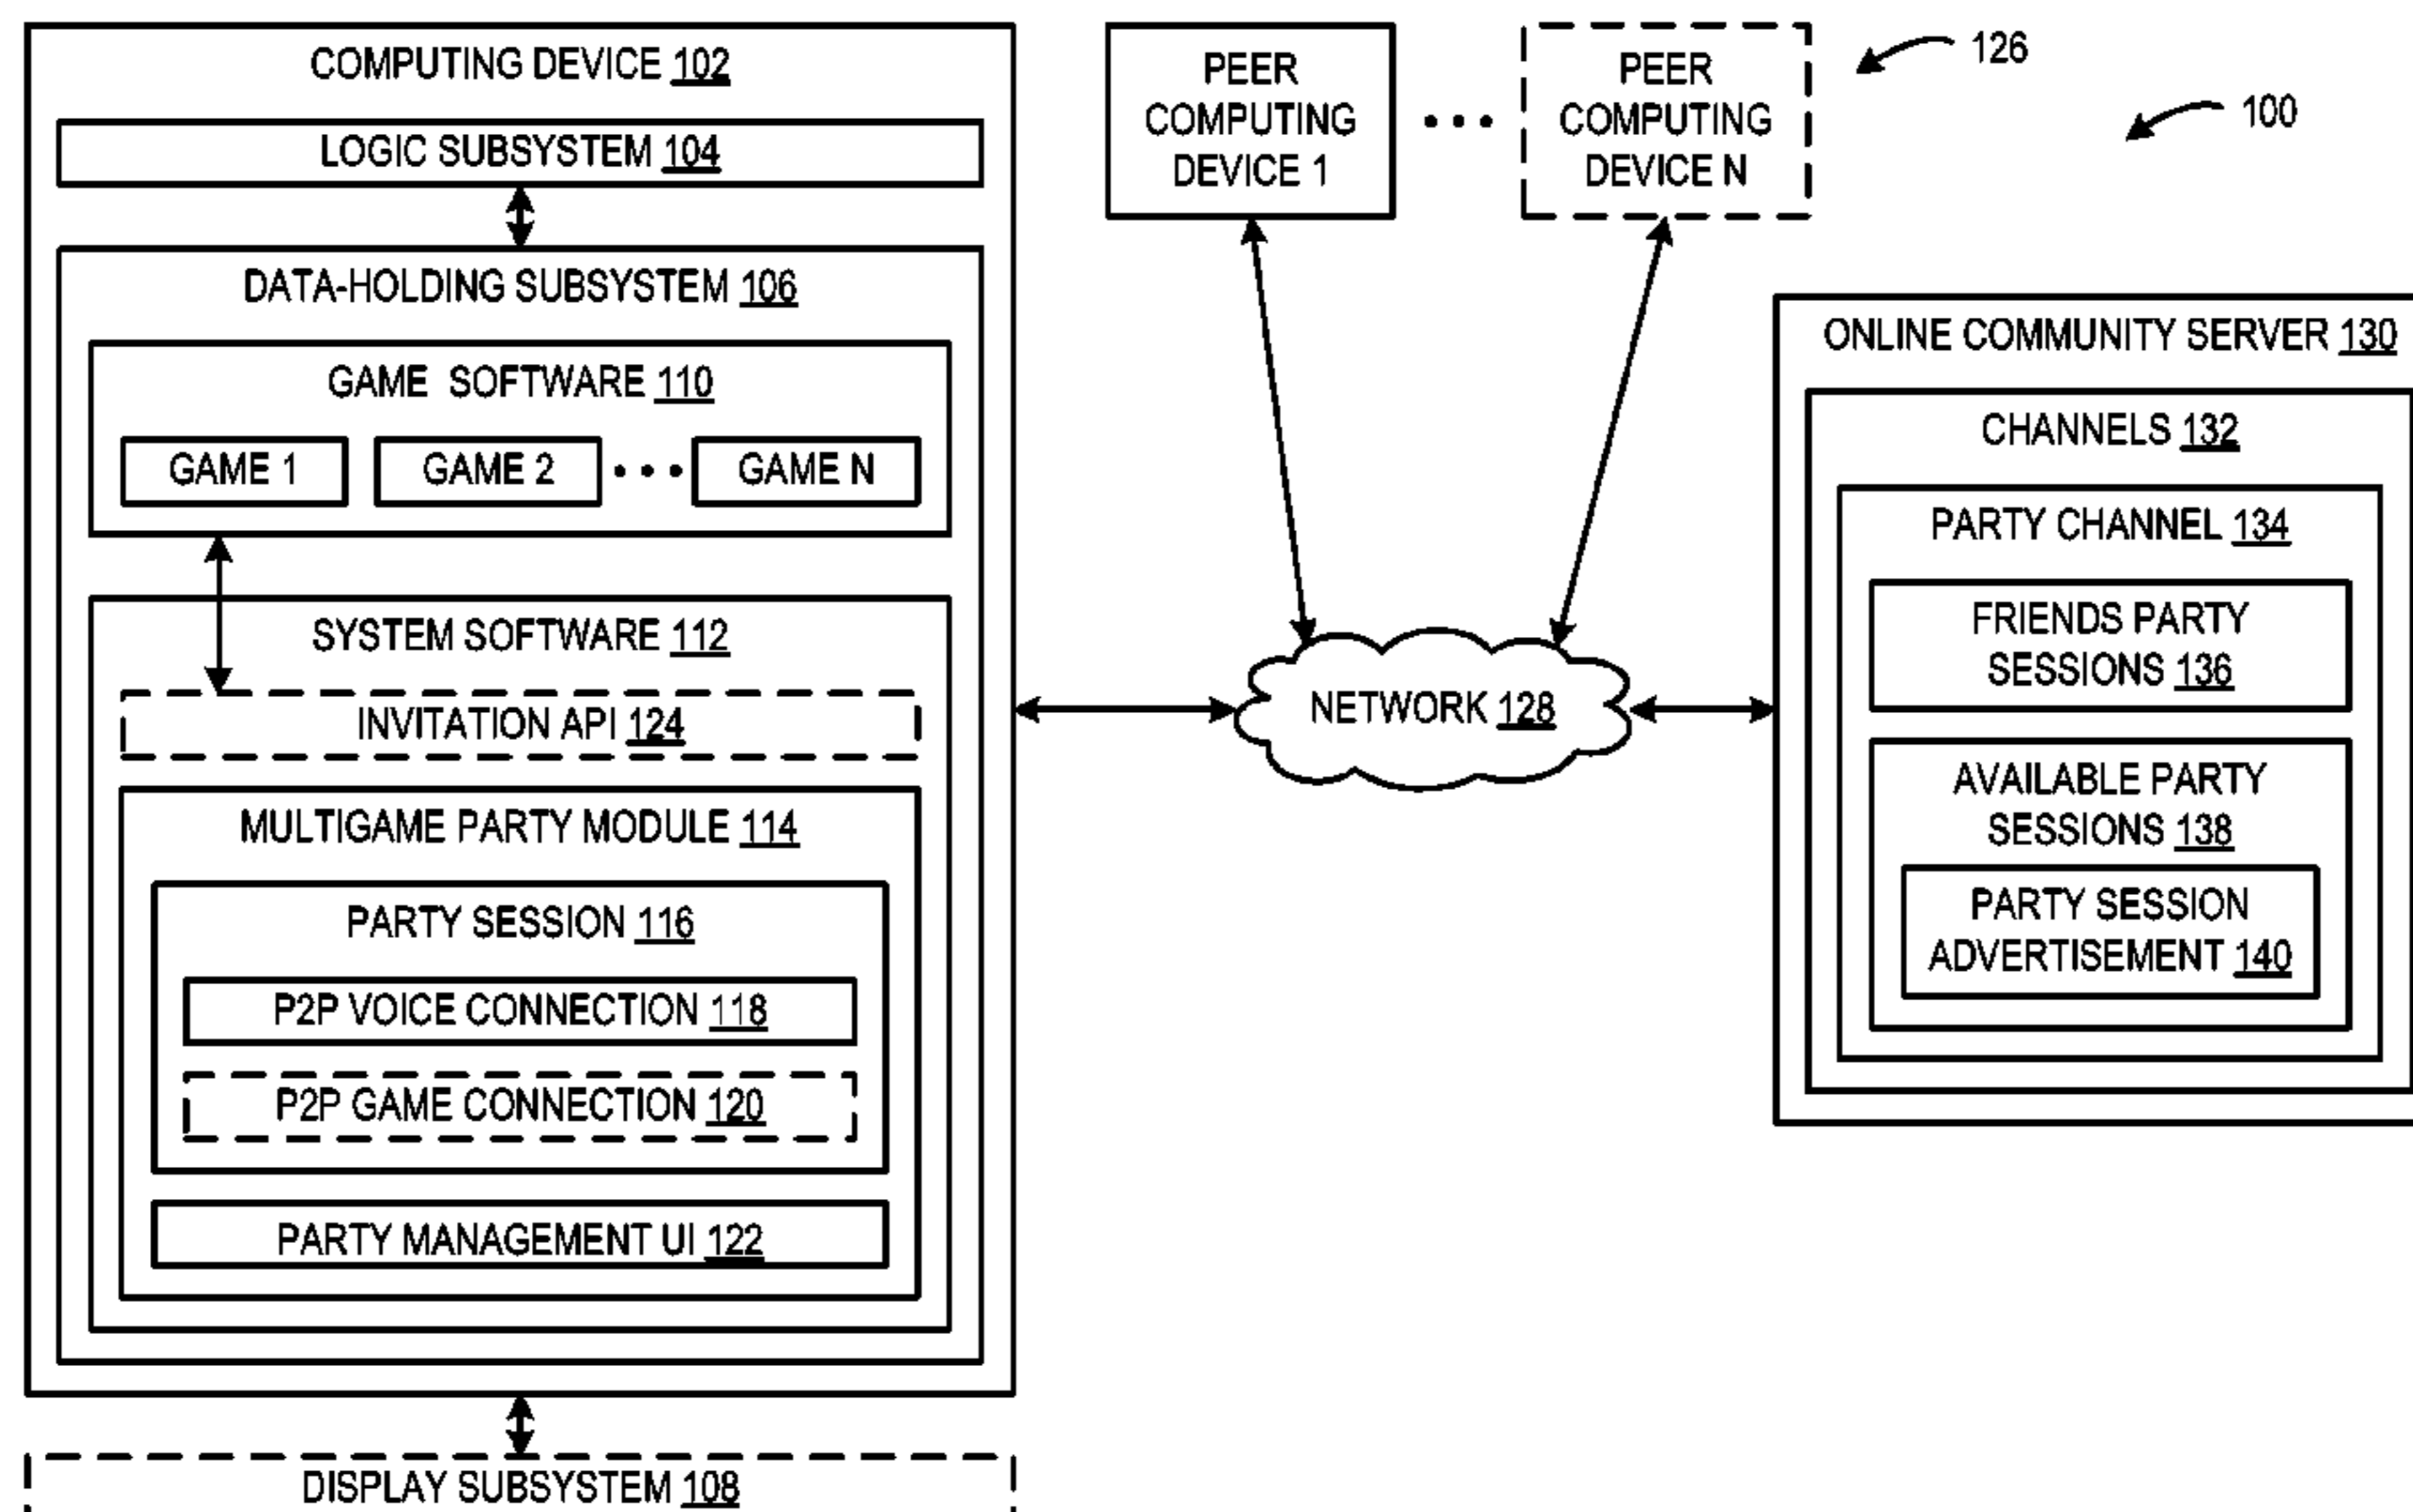 COMPUTING DEVICE 102
LOGIC SUBSYSTEM 104
DATA-HOLDING SUBSYSTEM 106
GAME SOFTWARE 110
GAME 1
GAME 2
•••
GAME N
SYSTEM SOFTWARE 112
INVITATION API 124
MULTIGAME PARTY MODULE 114
PARTY SESSION 116
P2P VOICE CONNECTION 118
P2P GAME CONNECTION 120
PARTY MANAGEMENT UI 122
DISPLAY SUBSYSTEM 108
PEER
COMPUTING
DEVICE 1
•••
PEER
COMPUTING
DEVICE N
126
100
NETWORK 128
ONLINE COMMUNITY SERVER 130
CHANNELS 132
PARTY CHANNEL 134
FRIENDS PARTY
SESSIONS 136
AVAILABLE PARTY
SESSIONS 138
PARTY SESSION
ADVERTISEMENT 140